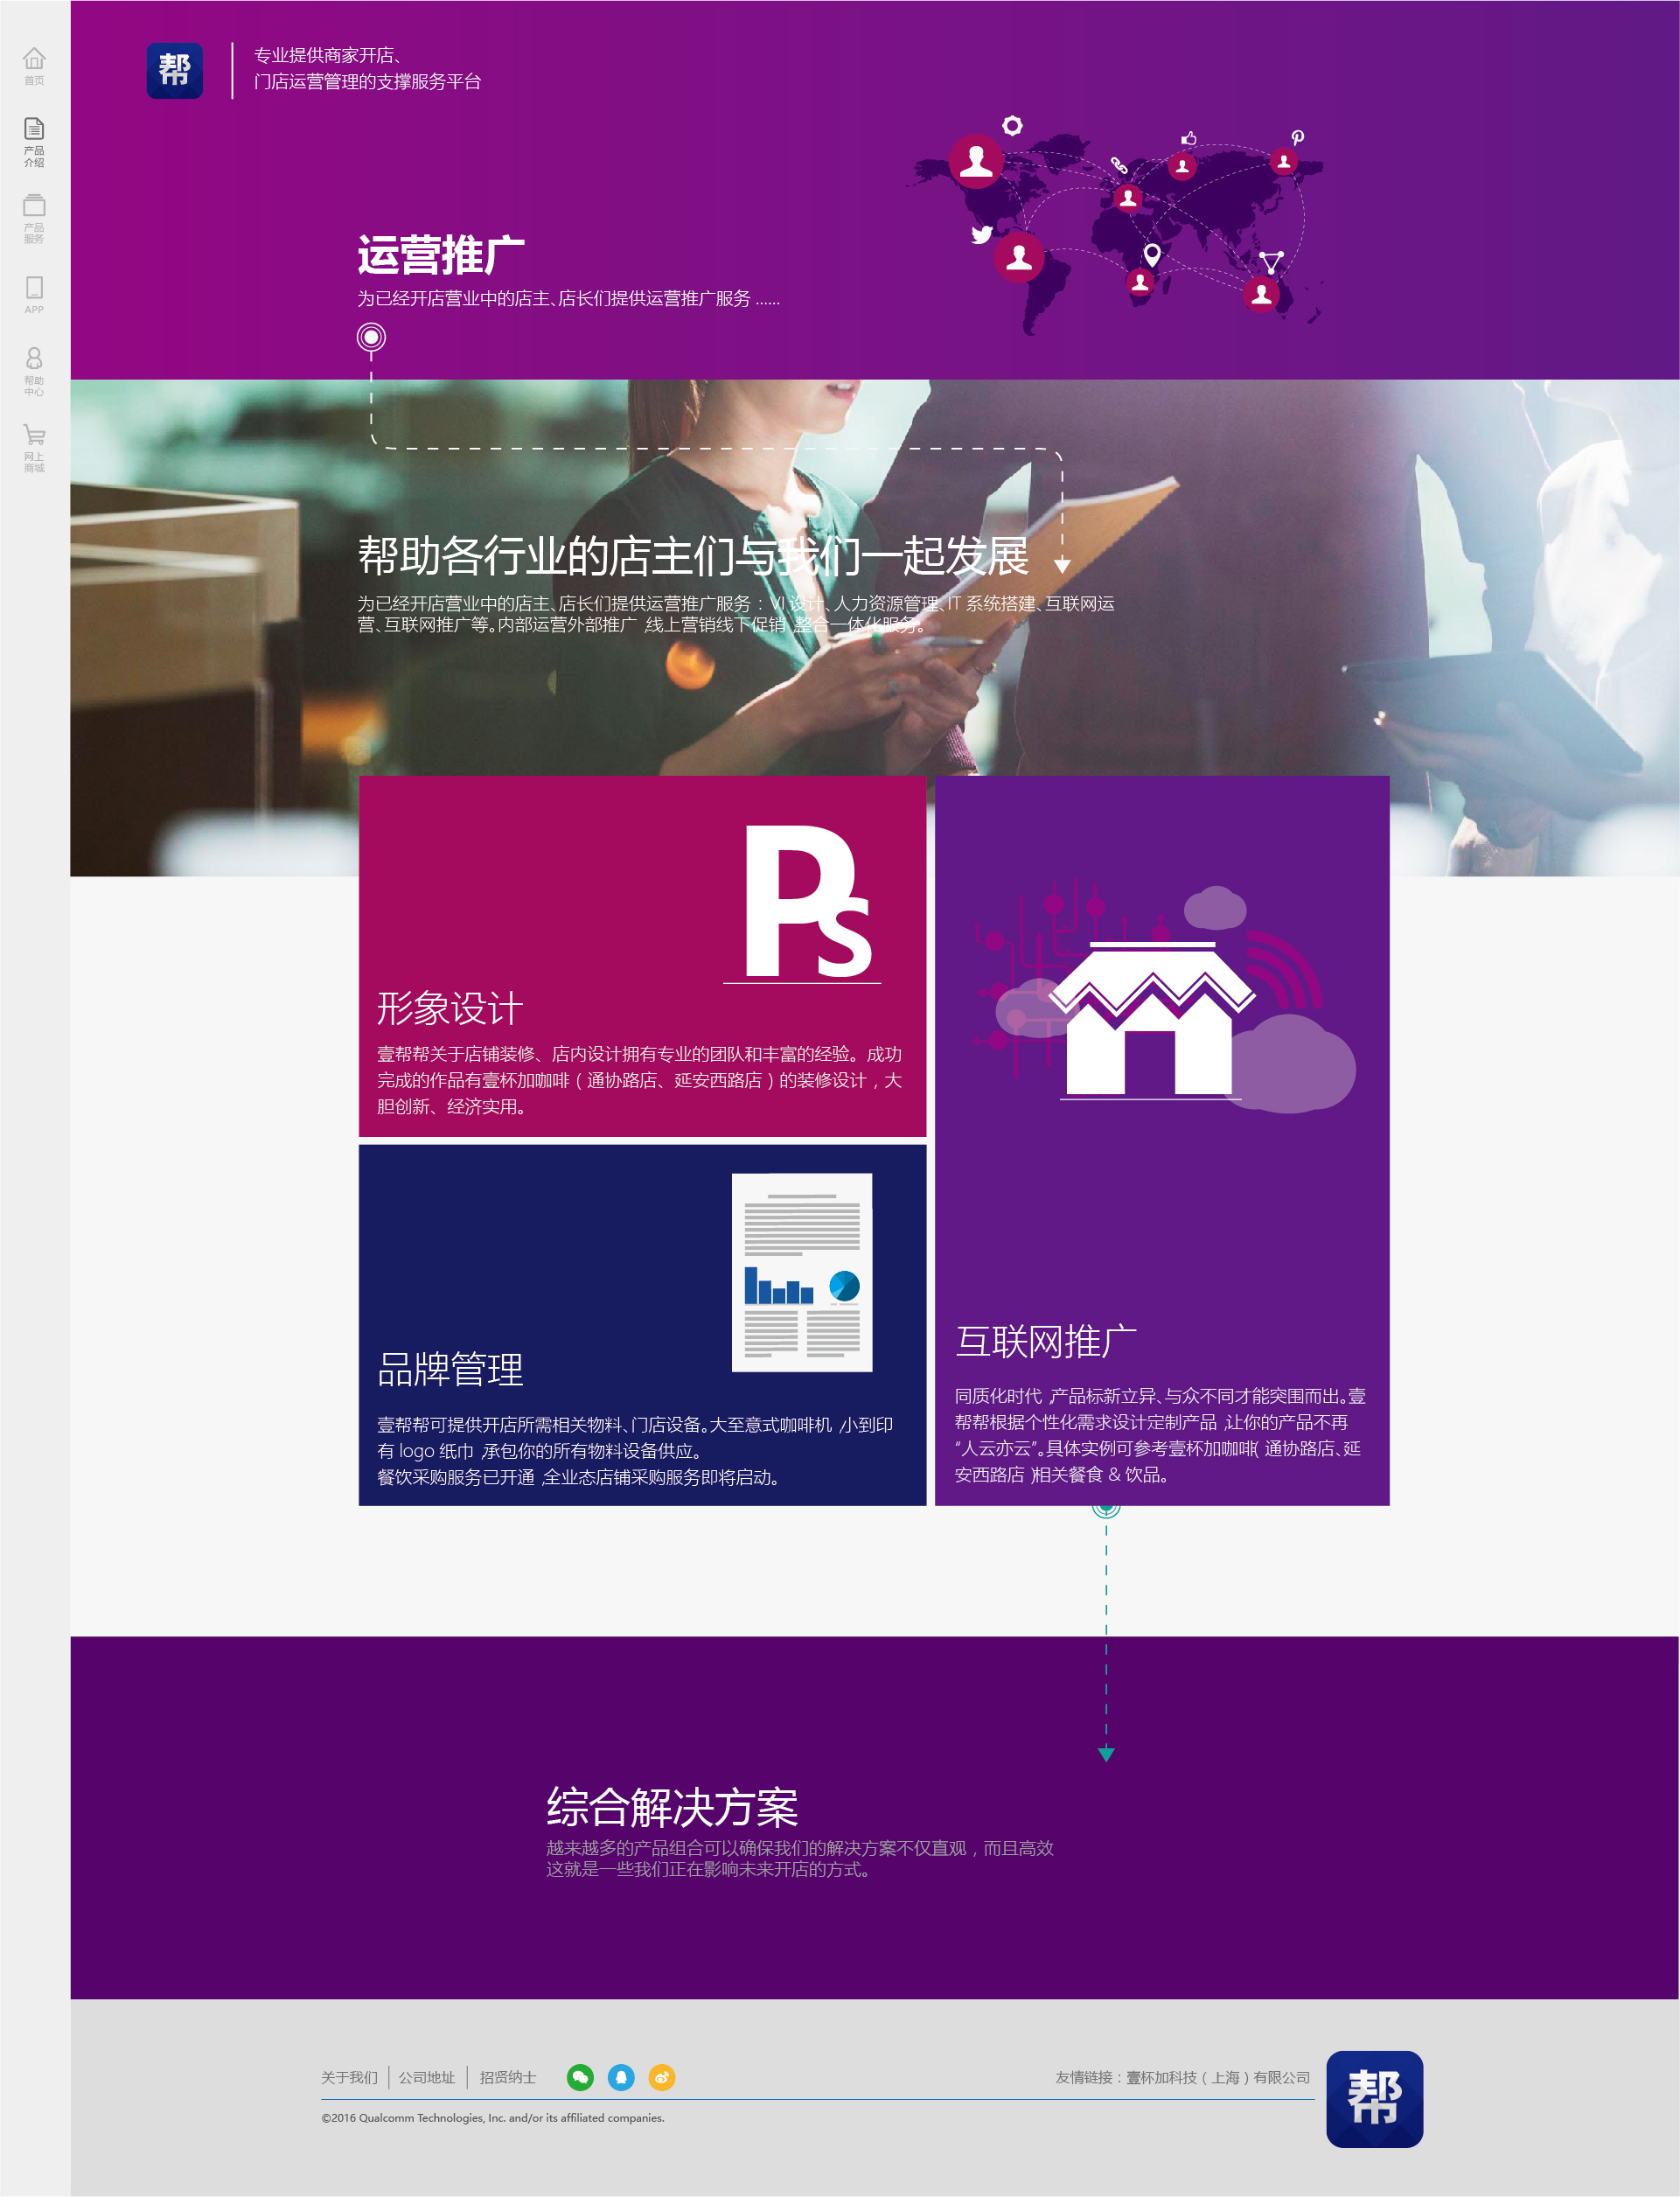 帮
专业提供商家开店、
门店运营管理的支撑服务平台
首页
产品
介绍
产品
服务
APP
帮助
中心
网上
商城
运营推广
为已经开店营业中的店主、店长们提供运营推广服务 ......
帮助各行业的店主们与我们一起发展
为已经开店营业中的店主、店长们提供运营推广服务：VI 设计、人力资源管理、IT 系统搭建、互联网运
营、互联网推广等。内部运营外部推广，线上营销线下促销，整合一体化服务。
Ps
形象设计
壹帮帮关于店铺装修、店内设计拥有专业的团队和丰富的经验。成功
完成的作品有壹杯加咖啡（通协路店、延安西路店）的装修设计，大
胆创新、经济实用。
品牌管理
壹帮帮可提供开店所需相关物料、门店设备。大至意式咖啡机，小到印
有 logo 纸巾，承包你的所有物料设备供应。
餐饮采购服务已开通，全业态店铺采购服务即将启动。
互联网推广
同质化时代，产品标新立异、与众不同才能突围而出。壹
帮帮根据个性化需求设计定制产品，让你的产品不再
“人云亦云”。具体实例可参考壹杯加咖啡（通协路店、延
安西路店）相关餐食 & 饮品。
综合解决方案
越来越多的产品组合可以确保我们的解决方案不仅直观，而且高效
这就是一些我们正在影响未来开店的方式。
关于我们
公司地址
招贤纳士
友情链接：壹杯加科技（上海）有限公司
©2016 Qualcomm Technologies, Inc. and/or its affiliated companies.
帮